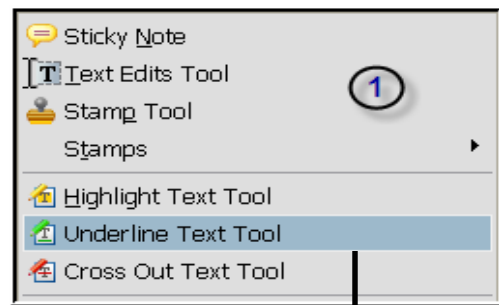 Sticky Note
Text Edits Tool
1
Stamp Tool
Stamps
Highlight Text Tool
Underline Text Tool
Cross Out Text Tool